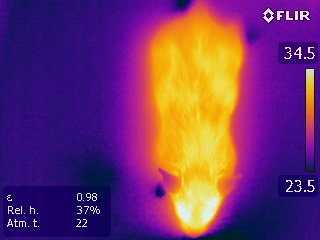 FLIR
34.5
23.5
ε 0.98
Rel. h. 37%
Atm. t. 22